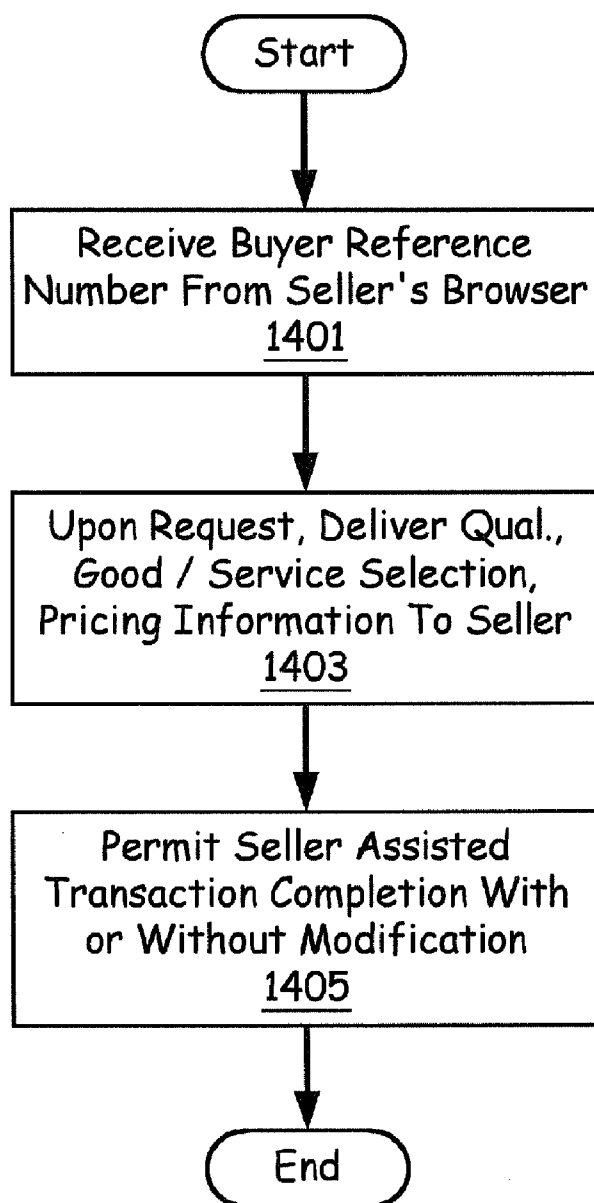 Start
Receive Buyer Reference
Number From Seller's Browser
1401
Upon Request, Deliver Qual.,
Good / Service Selection,
Pricing Information To Seller
1403
Permit Seller Assisted
Transaction Completion With
or Without Modification
1405
End